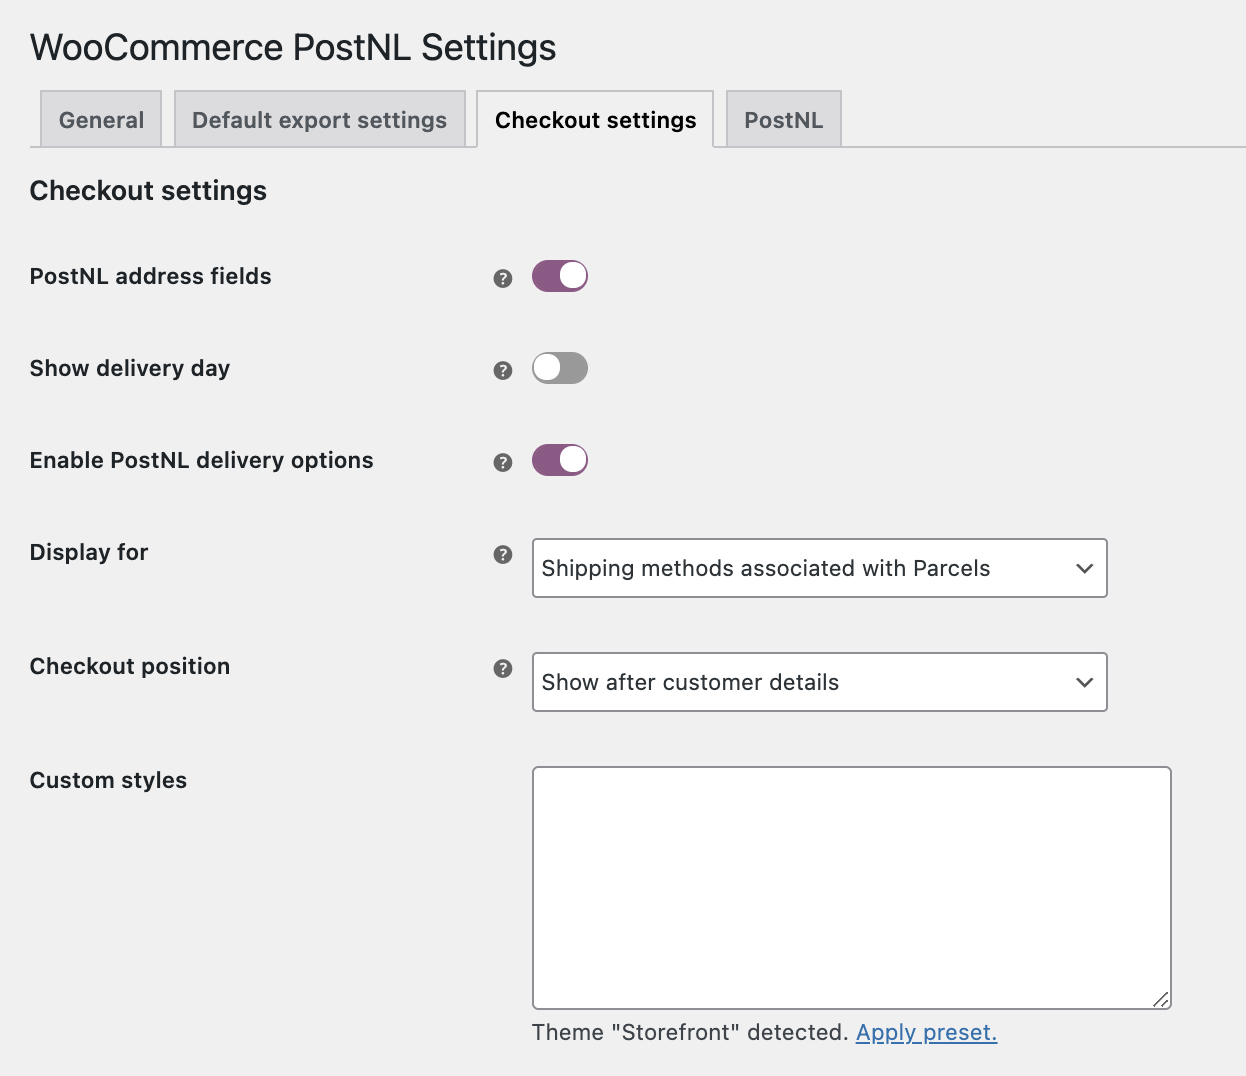 WooCommerce PostNL Settings
General Default export settings Checkout settings PostNL
Checkout settings
PostNL address fields ?
Show delivery day ?
Enable PostNL delivery options ?
Display for ? Shipping methods associated with Parcels
Checkout position ? Show after customer details
Custom styles
Theme "Storefront" detected. Apply preset.